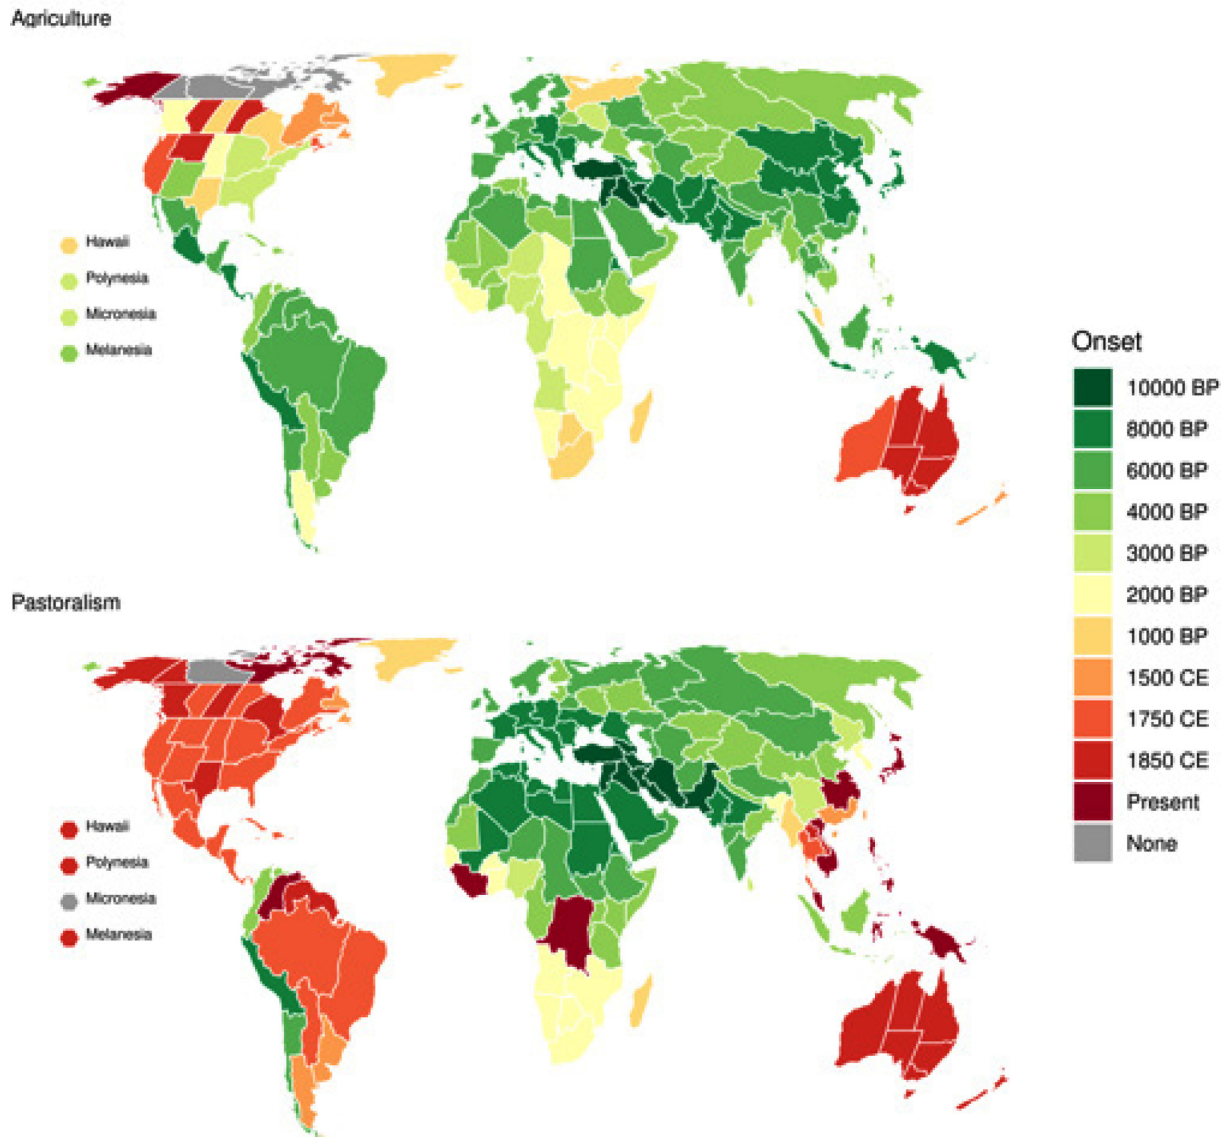 Agriculture
Hawaii
Polynesia
Micronesia
Melanesia
Pastoralism
Hawaii
Polynesia
Micronesia
Melanesia
Onset
10000 BP
8000 BP
6000 BP
4000 BP
3000 BP
2000 BP
1000 BP
1500 CE
1750 CE
1850 CE
Present
None